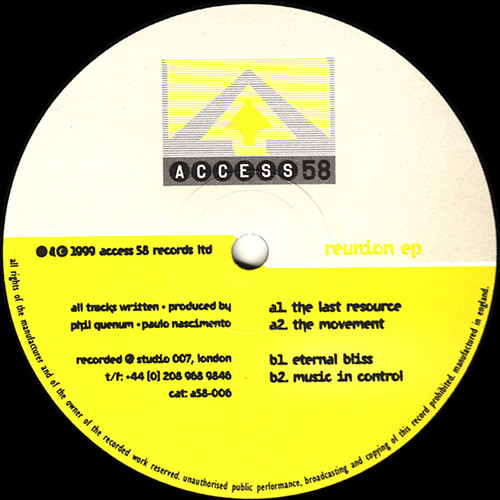 ACCESS 58
℗ & © 1999 access 58 records ltd
reunion ep
all tracks written + produced by
phil quenum + paulo nascimento
recorded @ studio 007, london
t/f: +44 [0] 208 968 9846
cat: a58-006
a1. the last resource
a2. the movement
b1. eternal bliss
b2. music in control
all rights of the manufacturer and of the owner of the recorded work reserved. unauthorised public performance, broadcasting and copying of this record prohibited. manufactured in england.